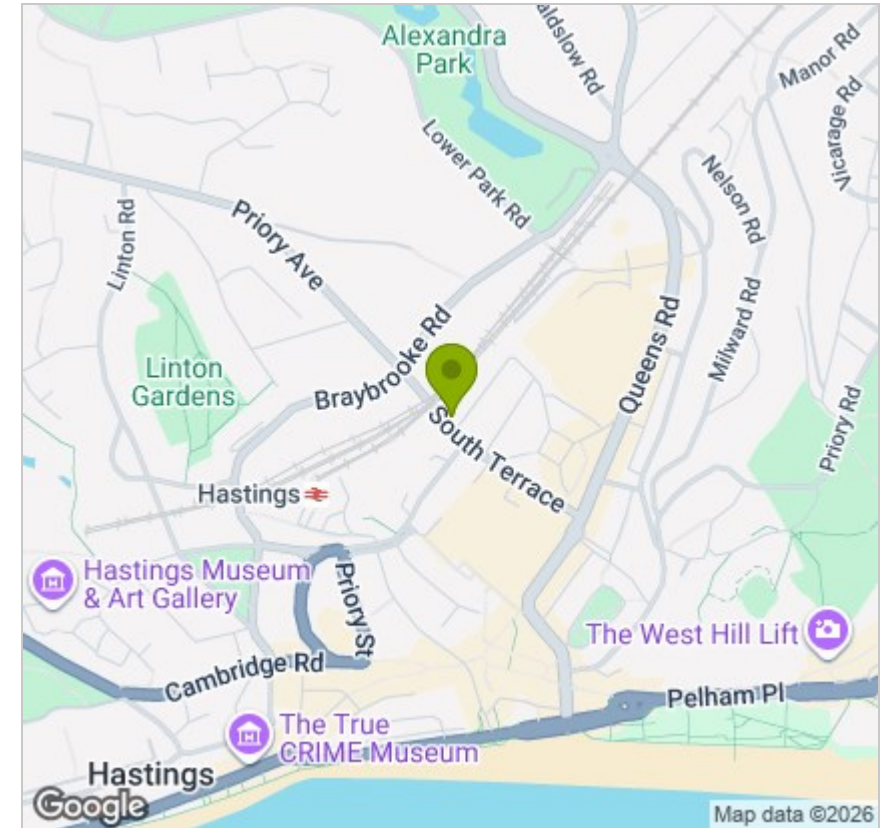 Alexandra
Park
aldslow Rd
Manor Rd
Vicarage Rd
Lower Park Rd
Nelson Rd
Linton Rd
Priory Ave
Milward Rd
Queens Rd
Braybrooke Rd
Linton
Gardens
South Terrace
Priory Rd
Hastings
Hastings Museum
& Art Gallery
Priory St
The West Hill Lift
Cambridge Rd
Pelham Pl
The True
CRIME Museum
Hastings
Google
Map data ©2026